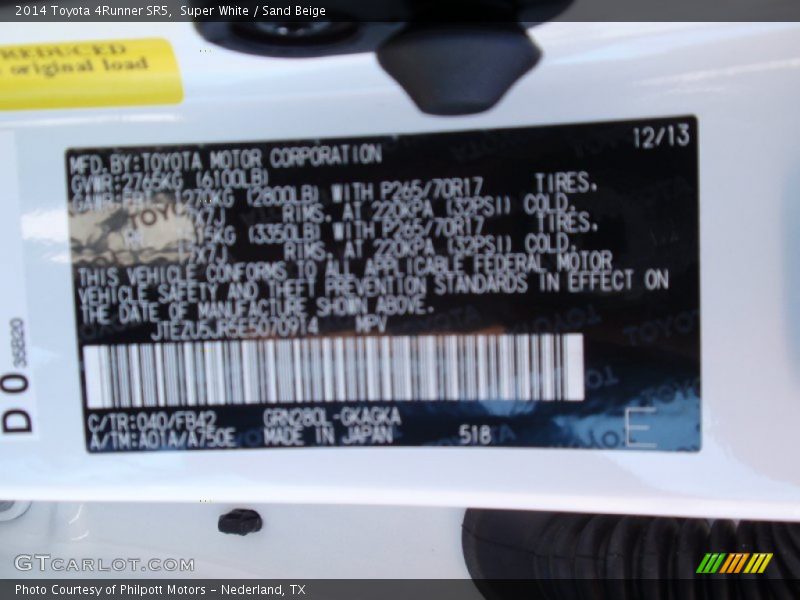 2014 Toyota 4Runner SR5, Super White / Sand Beige
REDUCED
original load
12/13
MFD. BY: TOYOTA MOTOR CORPORATION
GVWR: 2765KG (6100LB)
(2800LB) WITH P265/70R17 TIRES.
RIMS, AT 220KPA (32PSI) COLD.
(3350LB) WITH P265/70R17 TIRES.
RIMS, AT 220KPA (32PSI) COLD.
THIS VEHICLE CONFORMS TO ALL APPLICABLE FEDERAL MOTOR
VEHICLE SAFETY AND THEFT PREVENTION STANDARDS IN EFFECT ON
THE DATE OF MANUFACTURE SHOWN ABOVE.
JTEZU5JR5E5070914 MPV
C/TR: 040/FB42 GRN280L-GKAGKA
A/TM: A01A/A750E MADE IN JAPAN 518 E
D 0 35B20
GTCARLOT.COM
Photo Courtesy of Philpott Motors - Nederland, TX